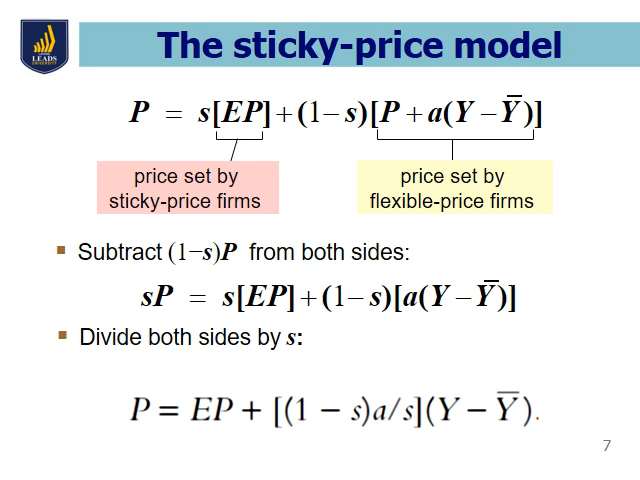 LEADS
UNIVERSITY
The sticky-price model
P = s[EP]+(1−s)[P + a(Y −Y̅)]
price set by
sticky-price firms
price set by
flexible-price firms
▪ Subtract (1−s)P from both sides:
sP = s[EP]+(1−s)[a(Y −Y̅)]
▪ Divide both sides by s:
P = EP + [(1 − s)a/s](Y − Y̅).
7